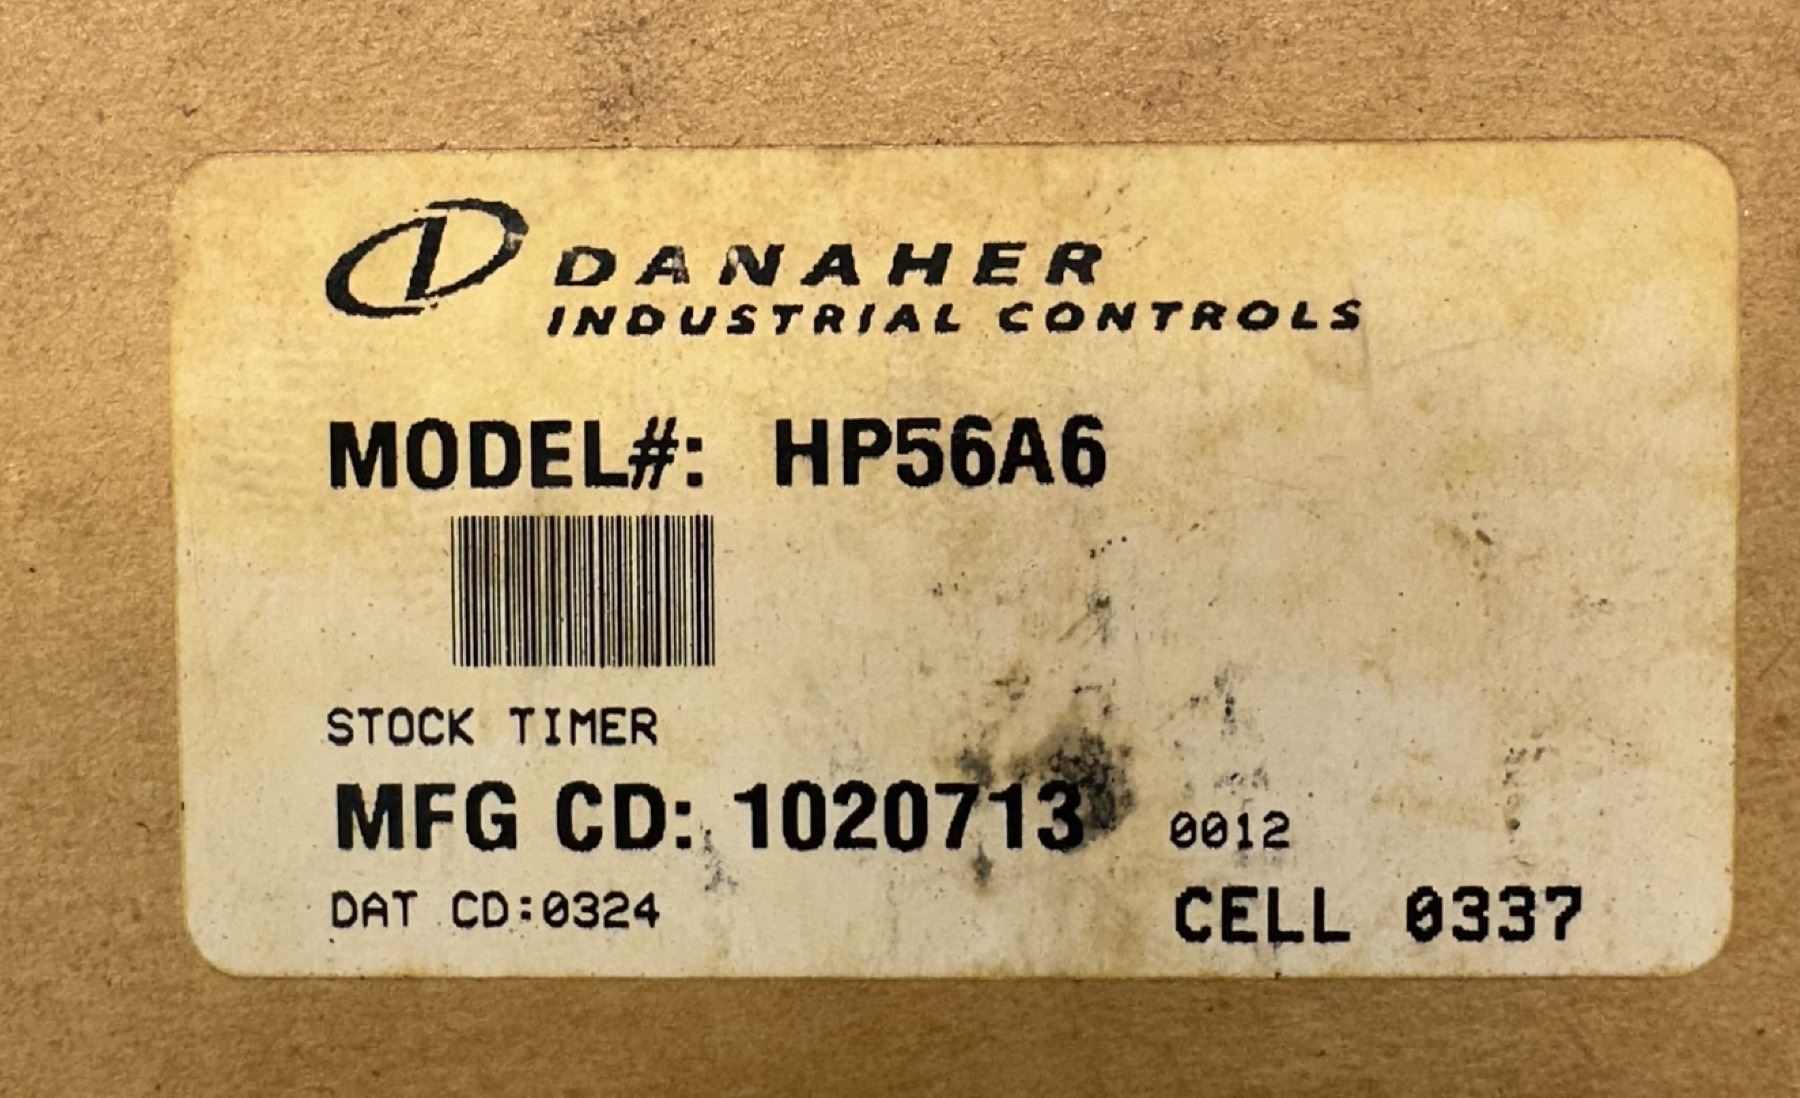 DANAHER
INDUSTRIAL CONTROLS
MODEL#: HP56A6
STOCK TIMER
MFG CD: 1020713 0012
DAT CD:0324 CELL 0337